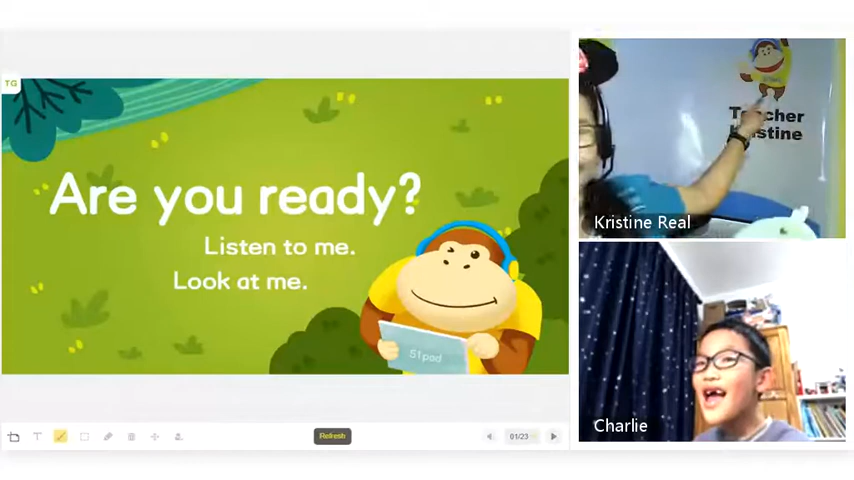 TG
Are you ready?
Listen to me.
Look at me.
51pad
T
Refresh
01/23
Teacher
Kristine
Kristine Real
Charlie